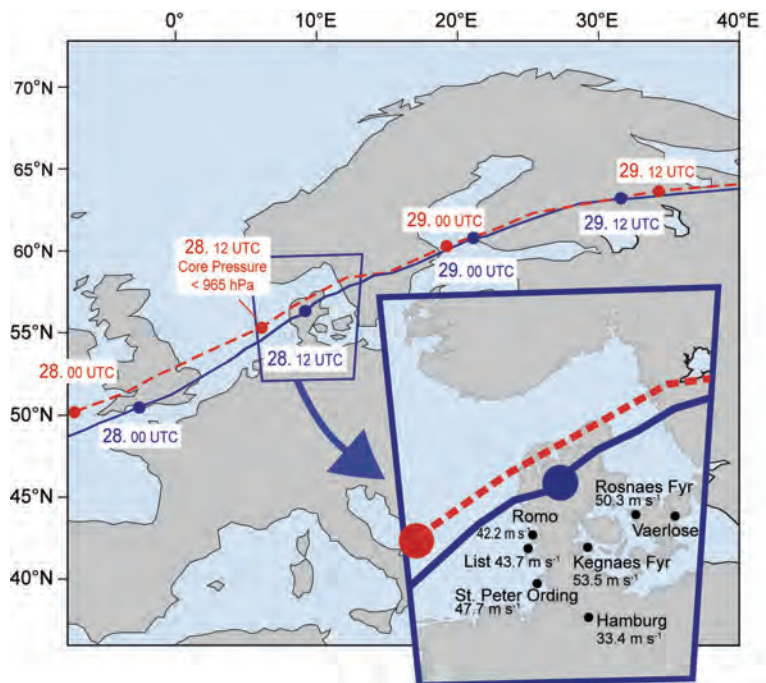 0°
10°E
20°E
30°E
40°E
70°N
65°N
60°N
55°N
50°N
45°N
40°N
29. 12 UTC
29. 00 UTC
29. 12 UTC
28. 12 UTC
Core Pressure
< 965 hPa
29. 00 UTC
28. 12 UTC
28. 00 UTC
28. 00 UTC
Rosnaes Fyr
50.3 m s⁻¹
Romo
42.2 m s⁻¹
Vaerlose
List 43.7 m s⁻¹
Kegnaes Fyr
53.5 m s⁻¹
St. Peter Ording
47.7 m s⁻¹
Hamburg
33.4 m s⁻¹